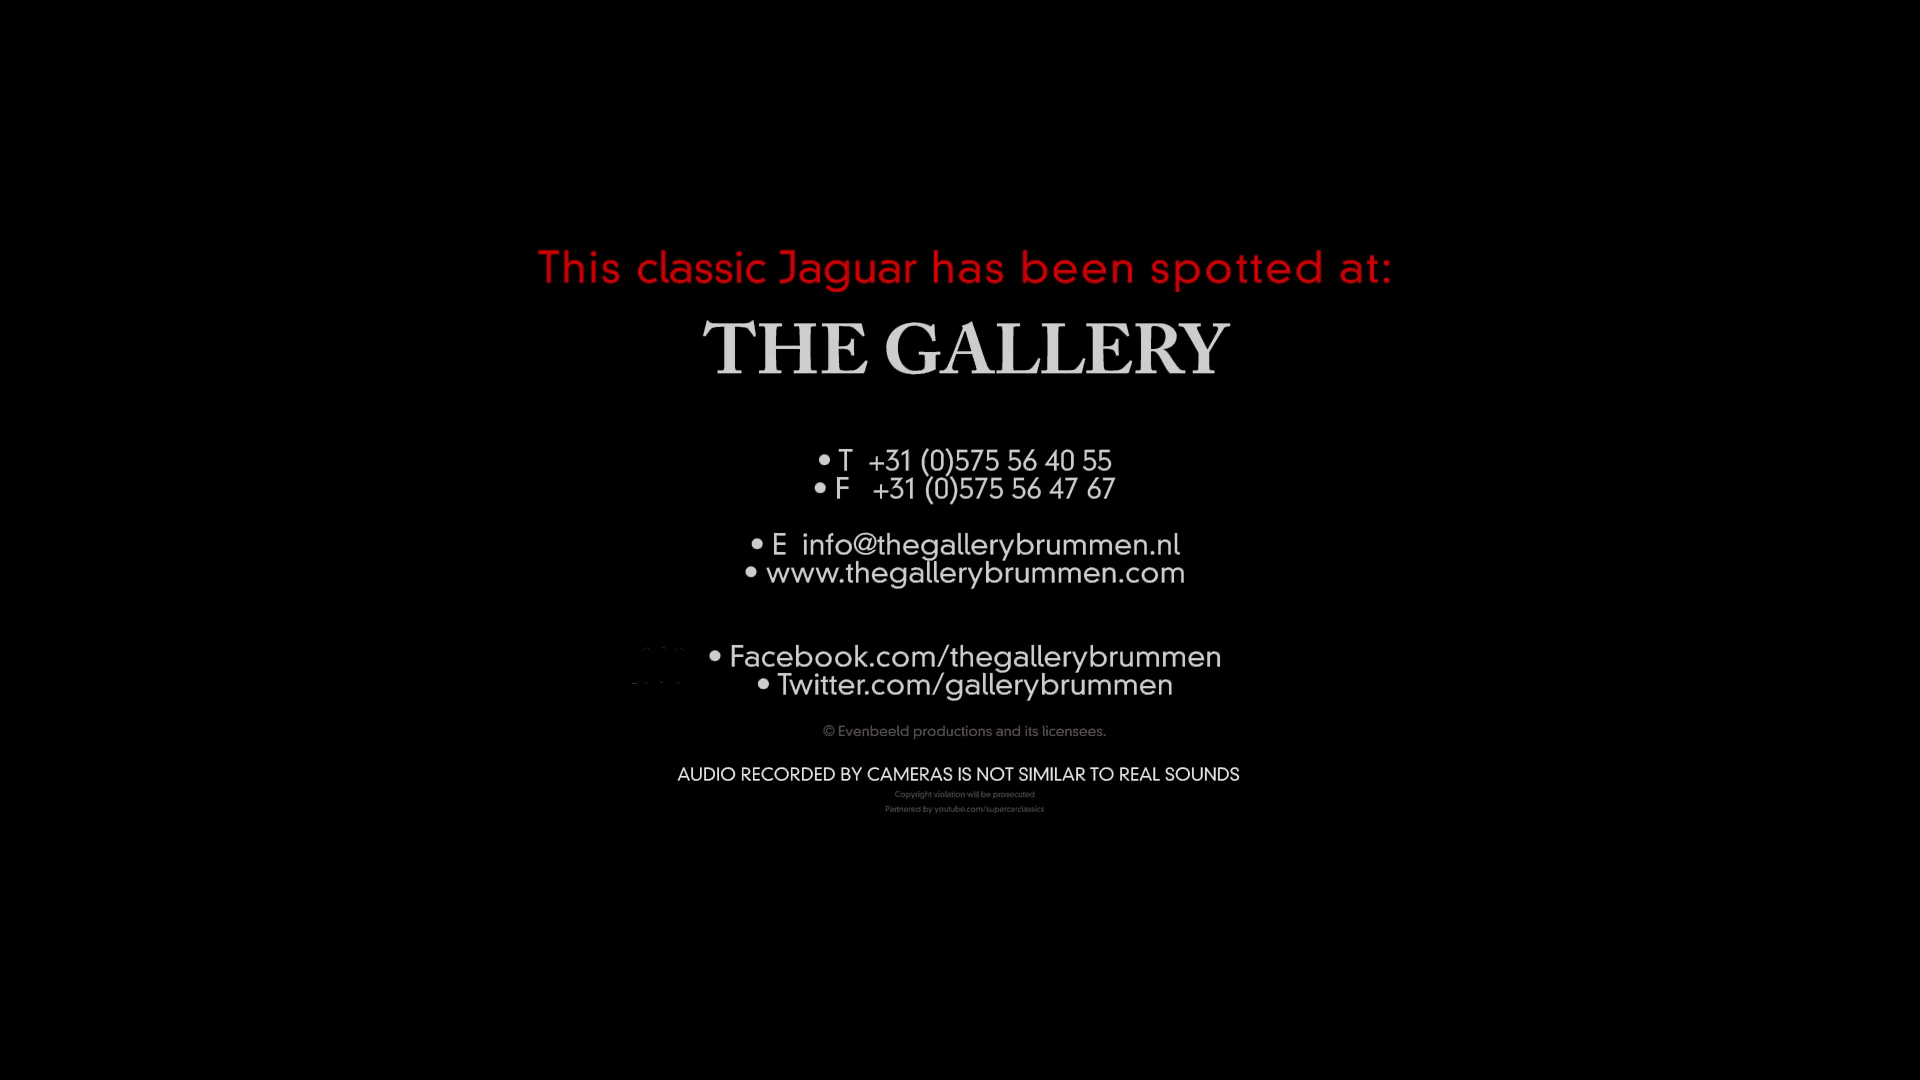 This classic Jaguar has been spotted at:
THE GALLERY
• T +31 (0)575 56 40 55
• F +31 (0)575 56 47 67
• E info@thegallerybrummen.nl
• www.thegallerybrummen.com
• Facebook.com/thegallerybrummen
• Twitter.com/gallerybrummen
© Evenbeeld productions and its licensees.
AUDIO RECORDED BY CAMERAS IS NOT SIMILAR TO REAL SOUNDS
Copyright violation will be prosecuted
Partnered by youtube.com/supercarclassics